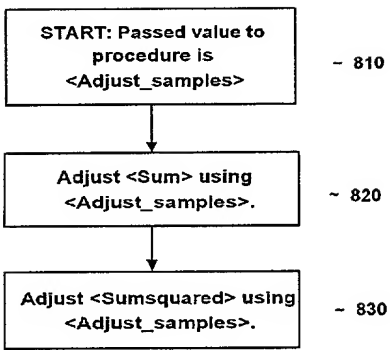 START: Passed value to
procedure is
<Adjust_samples>
~ 810
Adjust <Sum> using
<Adjust_samples>.
~ 820
Adjust <Sumsquared> using
<Adjust_samples>.
~ 830